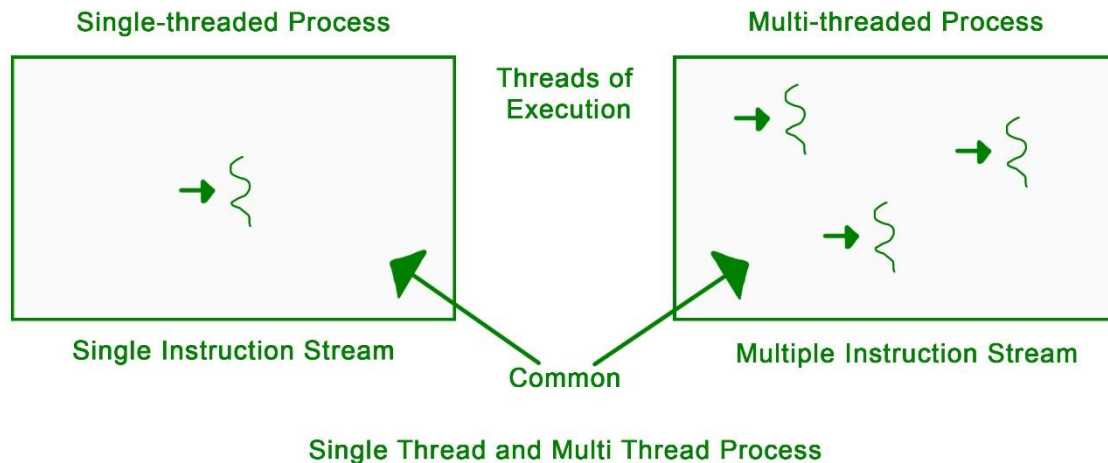 Single-threaded Process
Multi-threaded Process
Threads of
Execution
Single Instruction Stream
Multiple Instruction Stream
Common
Single Thread and Multi Thread Process